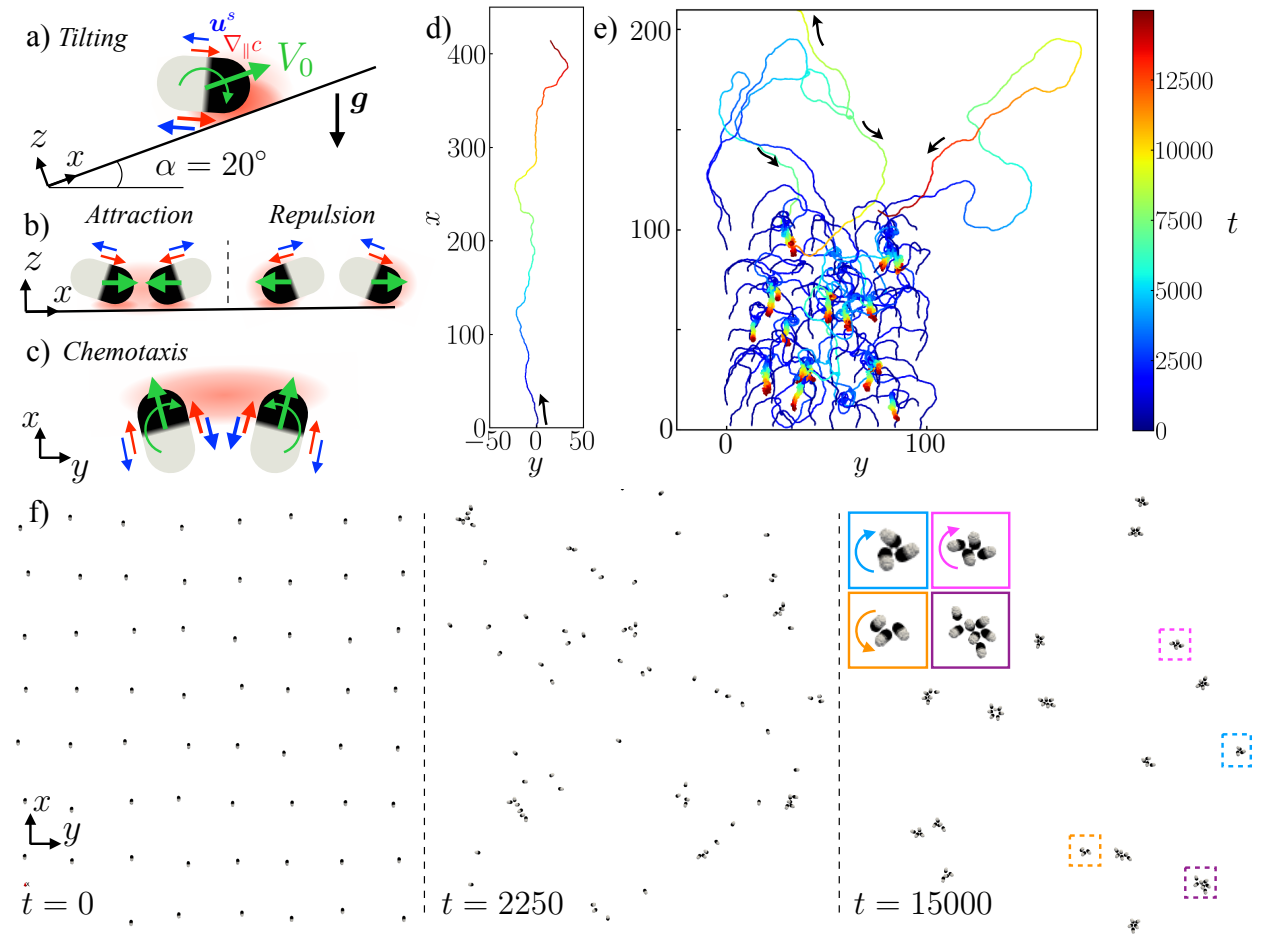 a) Tilting
u^s
∇_∥ c
V_0
g
z
x
α = 20°
b)
Attraction
Repulsion
z
x
c) Chemotaxis
x
y
d)
400
300
200
100
0
x
−50
0
50
y
e)
200
100
0
0
100
y
12500
10000
7500
5000
2500
0
t
f)
x
y
t = 0
t = 2250
t = 15000